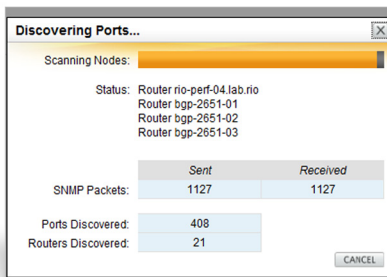 Discovering Ports...
X
Scanning Nodes:
Status: Router rio-perf-04.lab.rio
Router bgp-2651-01
Router bgp-2651-02
Router bgp-2651-03
Sent Received
SNMP Packets: 1127 1127
Ports Discovered: 408
Routers Discovered: 21
CANCEL